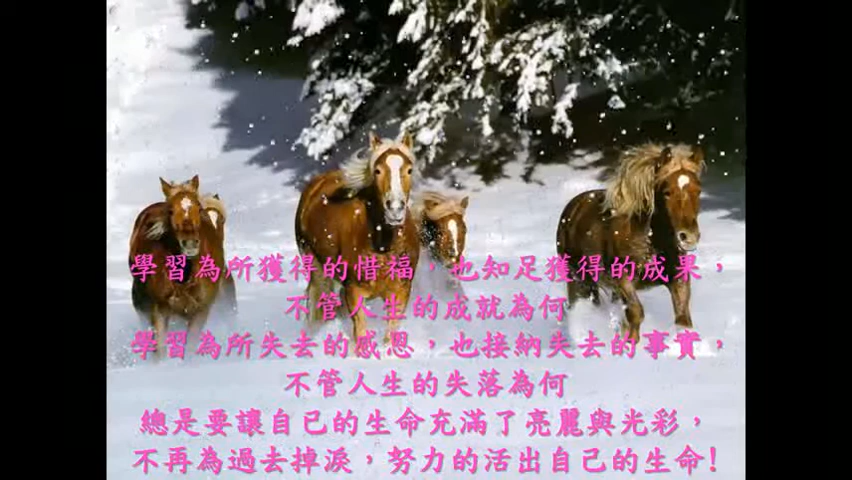 學習為所獲得的惜福，也知足獲得的成果，
不管人生的成就為何
學習為所失去的感恩，也接納失去的事實，
不管人生的失落為何
總是要讓自已的生命充滿了亮麗與光彩，
不再為過去掉淚，努力的活出自己的生命!